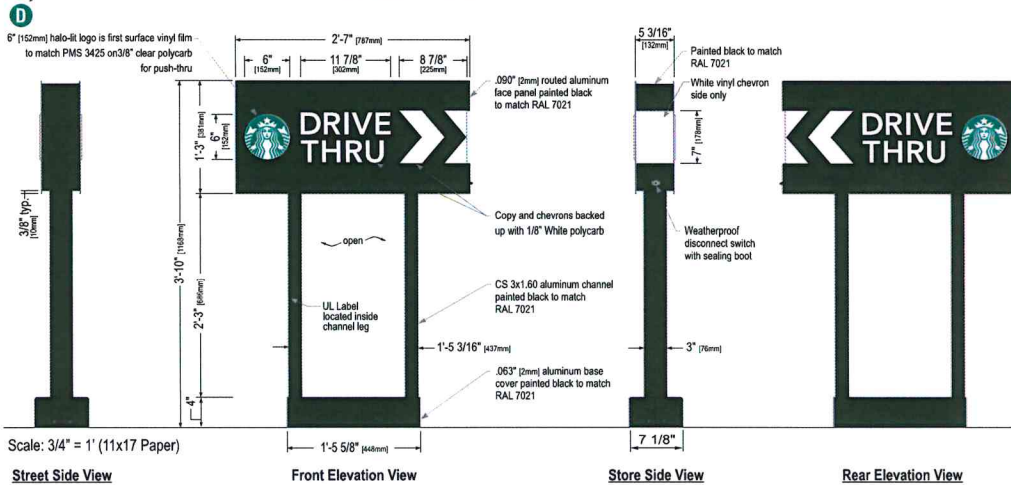 D
6" [152mm] halo-lit logo is first surface vinyl film
to match PMS 3425 on3/8" clear polycarb
for push-thru
2'-7" [787mm]
6"
[152mm]
11 7/8"
[302mm]
8 7/8"
[225mm]
.090" [2mm] routed aluminum
face panel painted black
to match RAL 7021
5 3/16"
[132mm]
Painted black to match
RAL 7021
White vinyl chevron
side only
1'-3" [381mm]
6"
[152mm]
DRIVE
THRU
7"
[178mm]
DRIVE
THRU
3/8" typ.
[10mm]
3'-10" [1168mm]
2'-3" [686mm]
4"
open
Copy and chevrons backed
up with 1/8" White polycarb
Weatherproof
disconnect switch
with sealing boot
UL Label
located inside
channel leg
CS 3x1.60 aluminum channel
painted black to match
RAL 7021
1'-5 3/16" [437mm]
3" [76mm]
.063" [2mm] aluminum base
cover painted black to match
RAL 7021
Scale: 3/4" = 1' (11x17 Paper)
1'-5 5/8" [448mm]
7 1/8"
Street Side View
Front Elevation View
Store Side View
Rear Elevation View